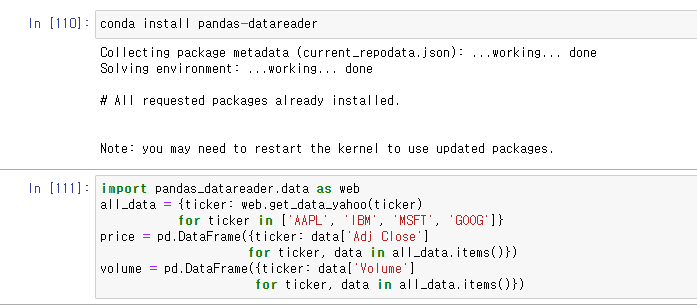 In [110]: conda install pandas-datareader
Collecting package metadata (current_repodata.json): ...working... done
Solving environment: ...working... done
# All requested packages already installed.
Note: you may need to restart the kernel to use updated packages.
In [111]: import pandas_datareader.data as web
all_data = {ticker: web.get_data_yahoo(ticker)
for ticker in ['AAPL', 'IBM', 'MSFT', 'GOOG']}
price = pd.DataFrame({ticker: data['Adj Close']
for ticker, data in all_data.items()})
volume = pd.DataFrame({ticker: data['Volume']
for ticker, data in all_data.items()})